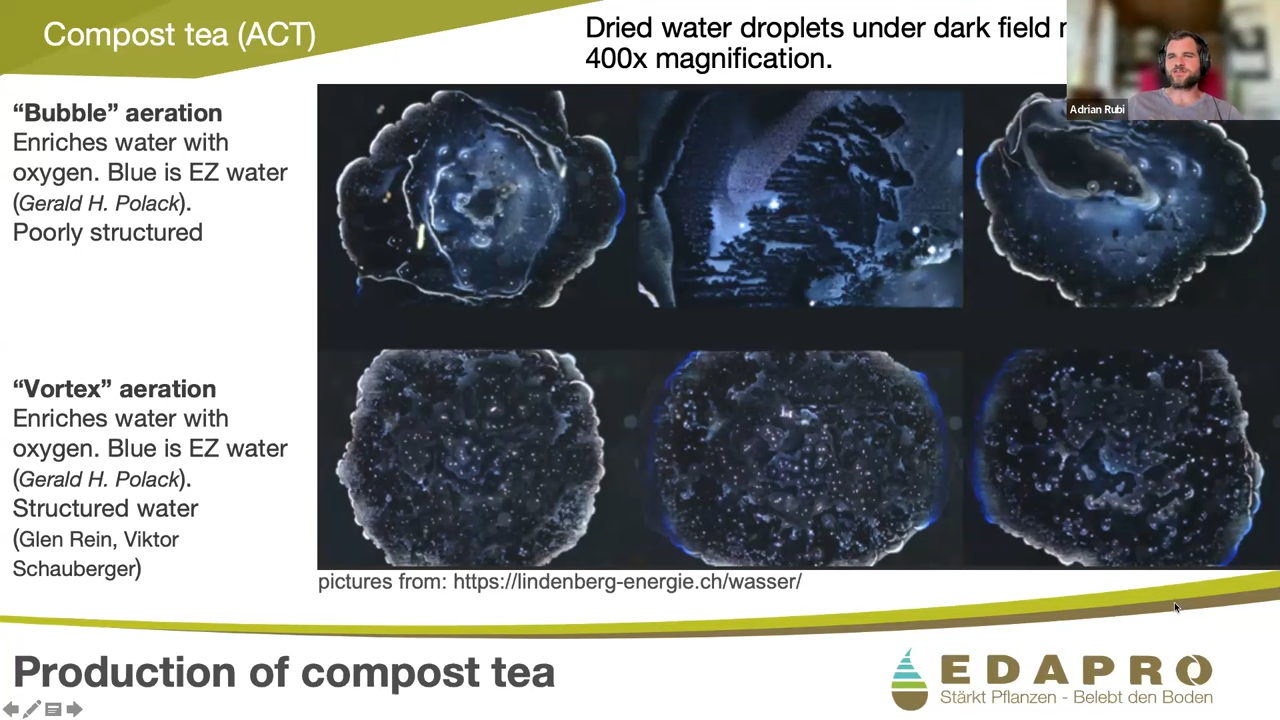 Compost tea (ACT)
Dried water droplets under dark field
400x magnification.
Adrian Rubi
“Bubble” aeration
Enriches water with
oxygen. Blue is EZ water
(Gerald H. Polack).
Poorly structured
“Vortex” aeration
Enriches water with
oxygen. Blue is EZ water
(Gerald H. Polack).
Structured water
(Glen Rein, Viktor
Schauberger)
pictures from: https://lindenberg-energie.ch/wasser/
Production of compost tea
EDAPRO
Stärkt Pflanzen - Belebt den Boden